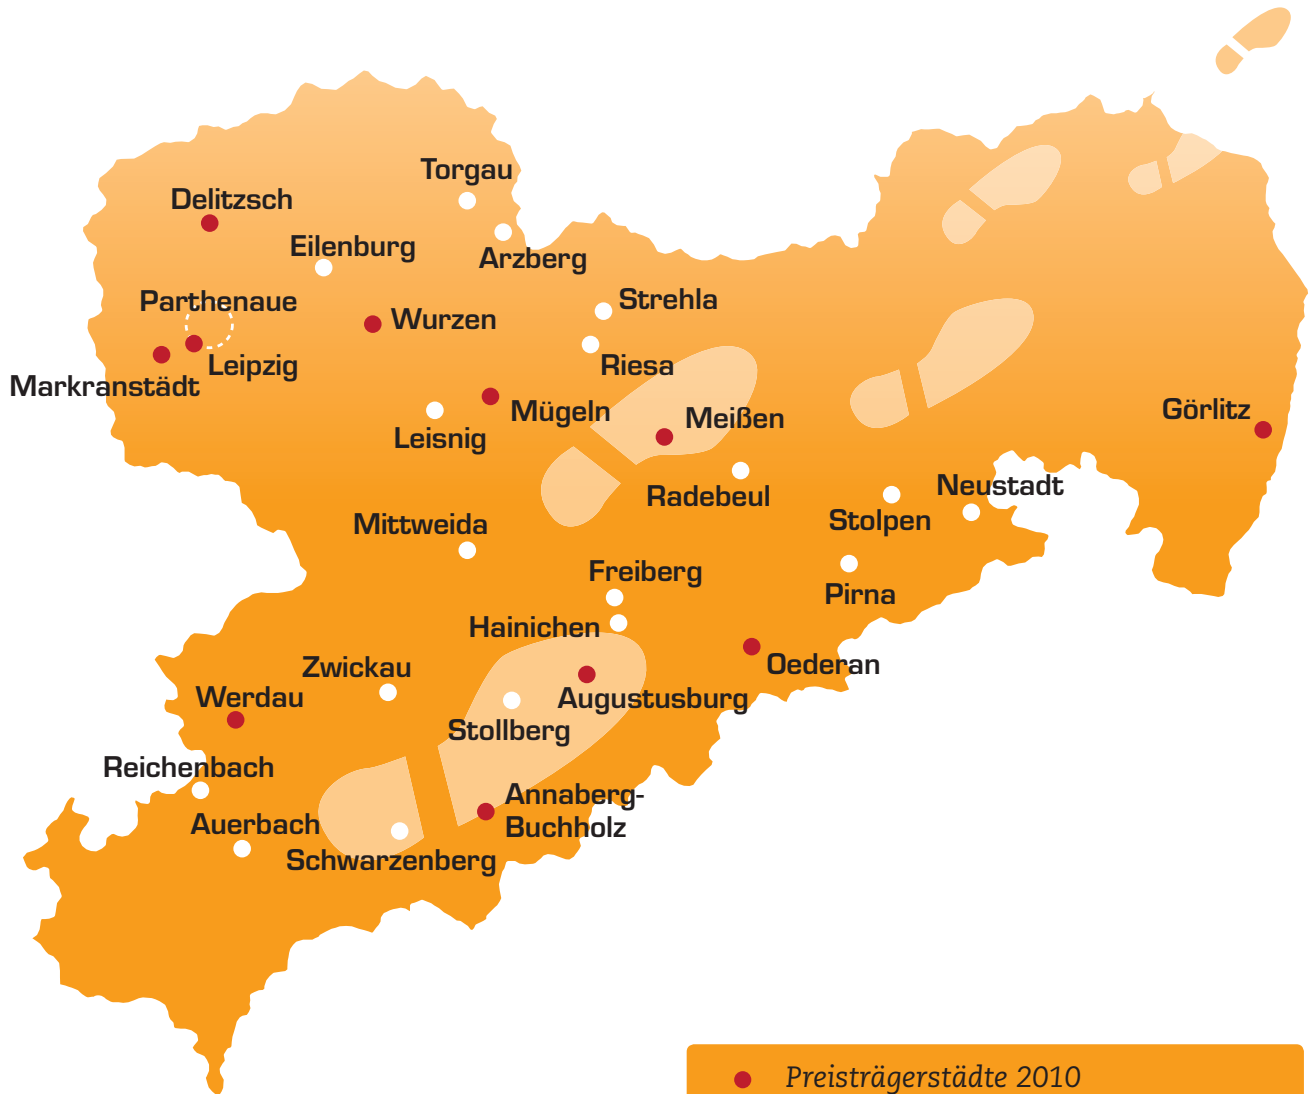 Torgau
Delitzsch
Eilenburg
Arzberg
Parthenaue
Strehla
Wurzen
Leipzig
Riesa
Markranstädt
Mügeln
Görlitz
Meißen
Leisnig
Neustadt
Radebeul
Stolpen
Mittweida
Freiberg
Pirna
Hainichen
Zwickau
Oederan
Werdau
Augustusburg
Stollberg
Reichenbach
Annaberg-
Buchholz
Auerbach
Schwarzenberg
Preisträgerstädte 2010